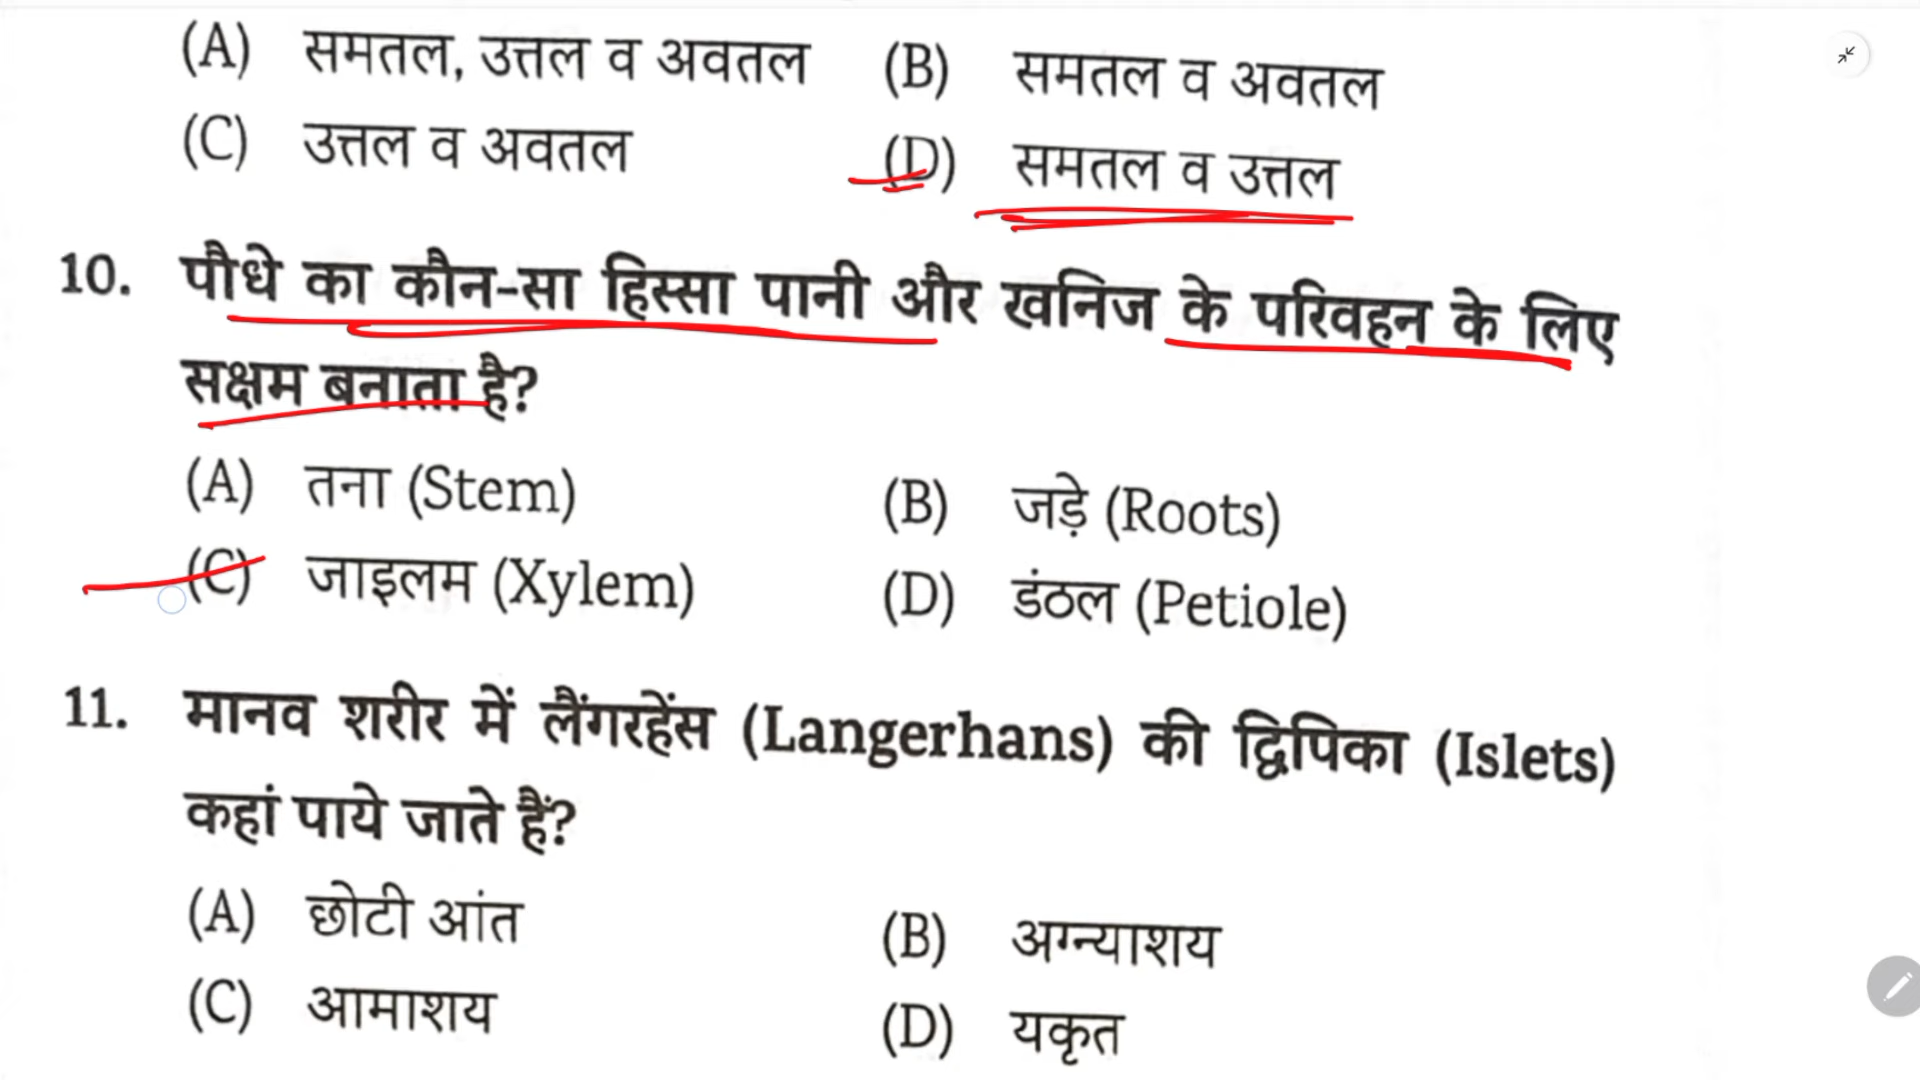 (A) समतल, उत्तल व अवतल (B) समतल व अवतल
(C) उत्तल व अवतल (D) समतल व उत्तल
10. पौधे का कौन-सा हिस्सा पानी और खनिज के परिवहन के लिए
सक्षम बनाता है?
(A) तना (Stem) (B) जड़े (Roots)
(C) जाइलम (Xylem) (D) डंठल (Petiole)
11. मानव शरीर में लैंगरहेंस (Langerhans) की द्विपिका (Islets)
कहां पाये जाते हैं?
(A) छोटी आंत (B) अग्न्याशय
(C) आमाशय (D) यकृत